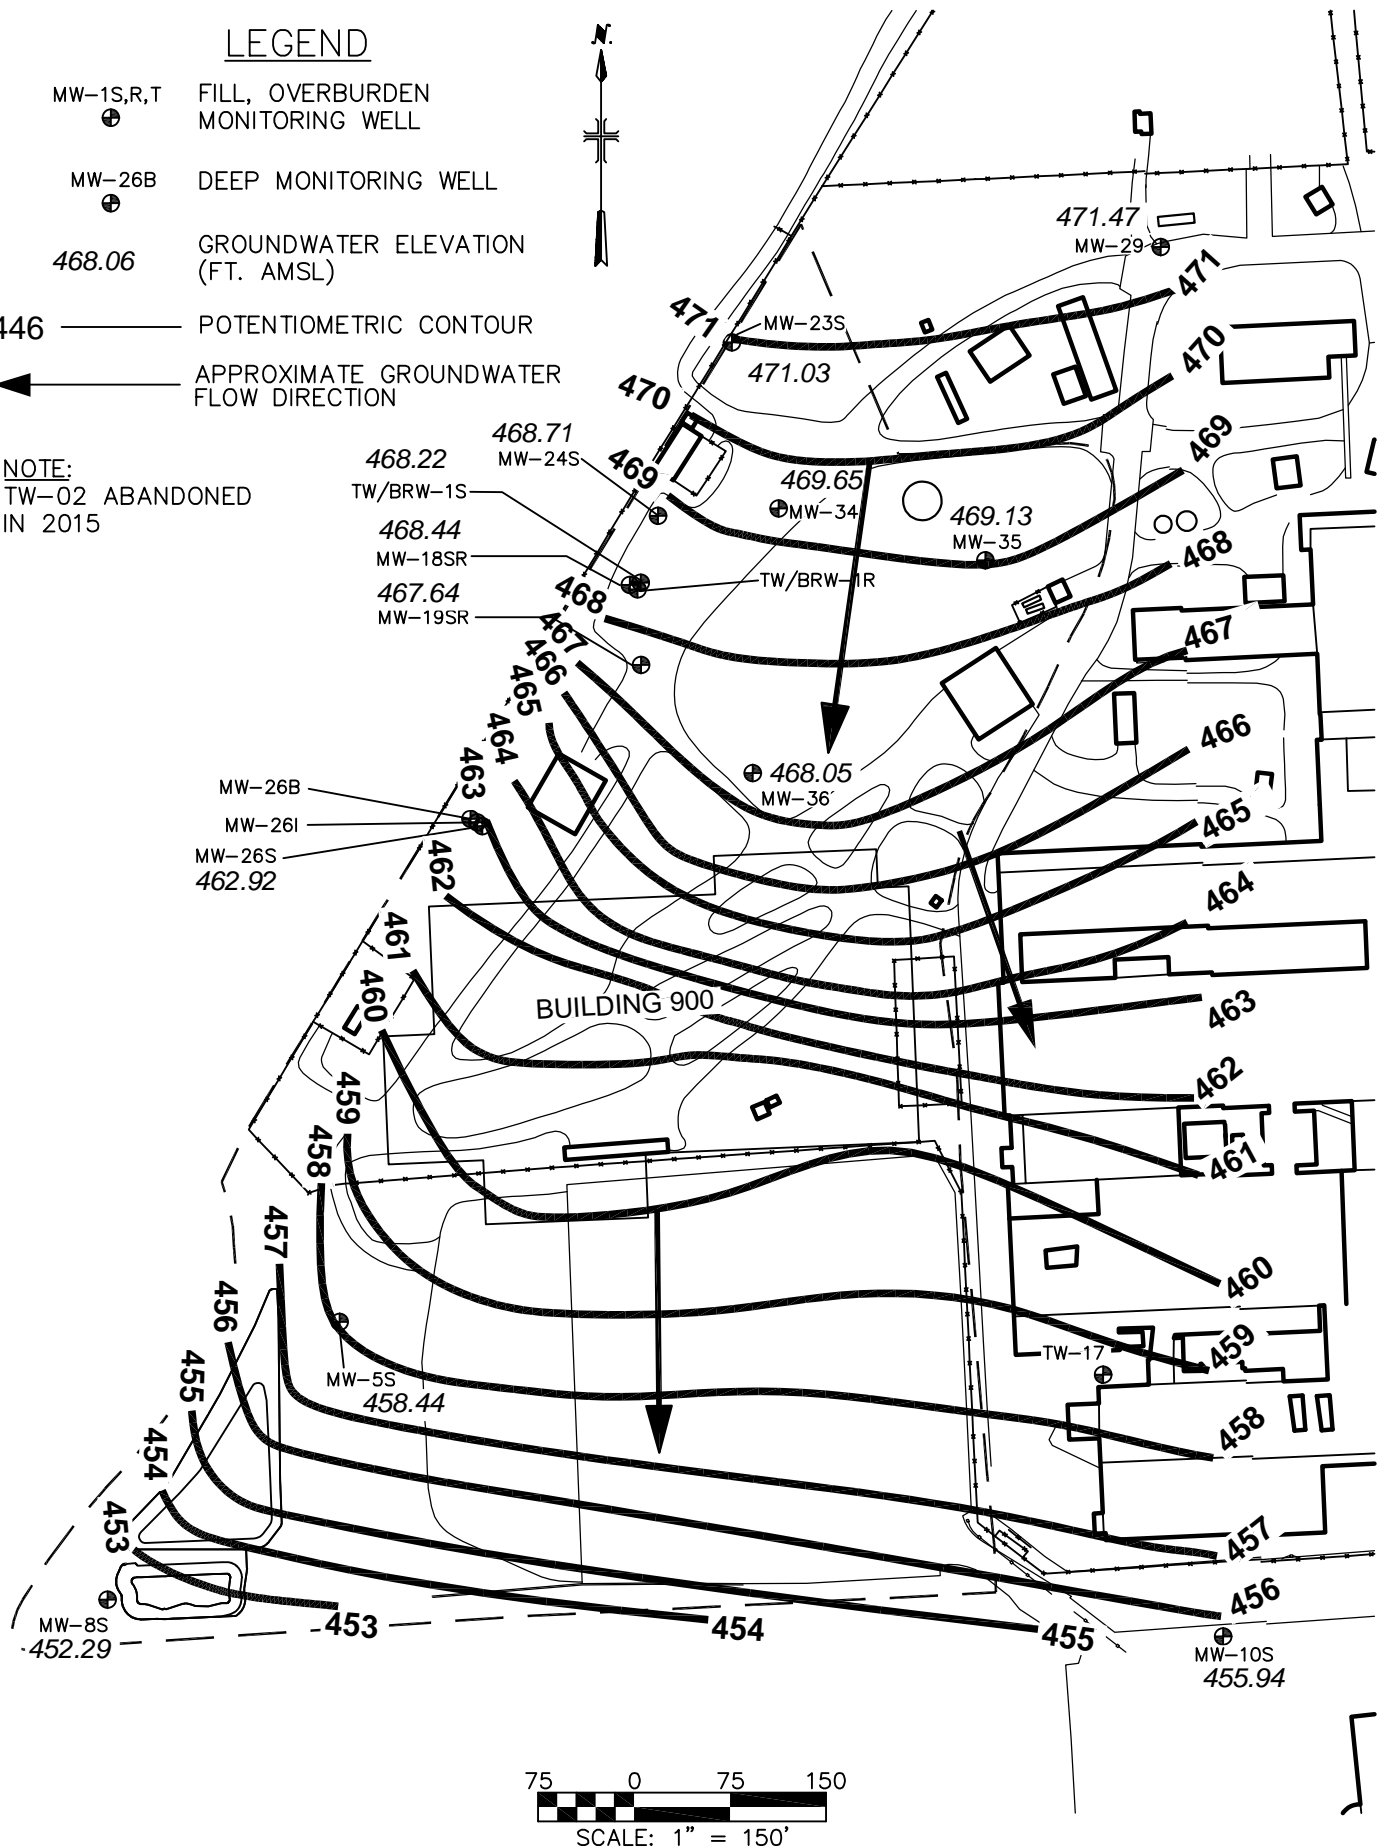 LEGEND
N.
MW-1S,R,T
FILL, OVERBURDEN
MONITORING WELL
MW-26B
DEEP MONITORING WELL
468.06
GROUNDWATER ELEVATION
(FT. AMSL)
446
POTENTIOMETRIC CONTOUR
APPROXIMATE GROUNDWATER
FLOW DIRECTION
NOTE:
TW-02 ABANDONED
IN 2015
471.47
MW-29
471
471
MW-23S
471.03
470
470
468.71
MW-24S
469
469
468.22
TW/BRW-1S
469.65
MW-34
469.13
MW-35
468.44
MW-18SR
TW/BRW-1R
467.64
MW-19SR
468
468
467
467
466
466
465
465
464
464
463
463
468.05
MW-36
MW-26B
MW-26I
MW-26S
462.92
462
462
461
461
460
460
BUILDING 900
459
459
458
458
457
457
456
456
455
455
454
454
453
453
TW-17
MW-5S
458.44
MW-8S
452.29
MW-10S
455.94
75 0 75 150
SCALE: 1" = 150'